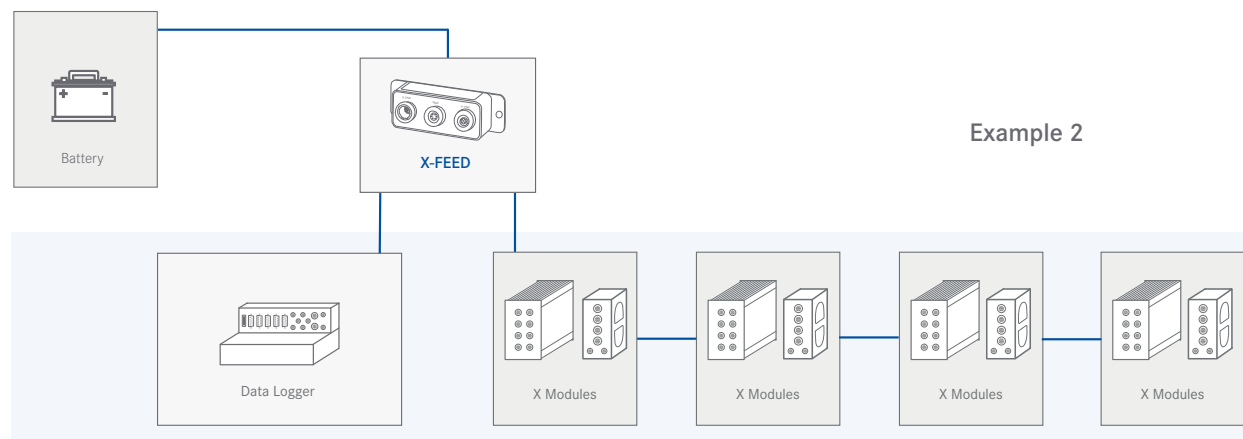 Battery
X-FEED
Example 2
Data Logger
X Modules
X Modules
X Modules
X Modules